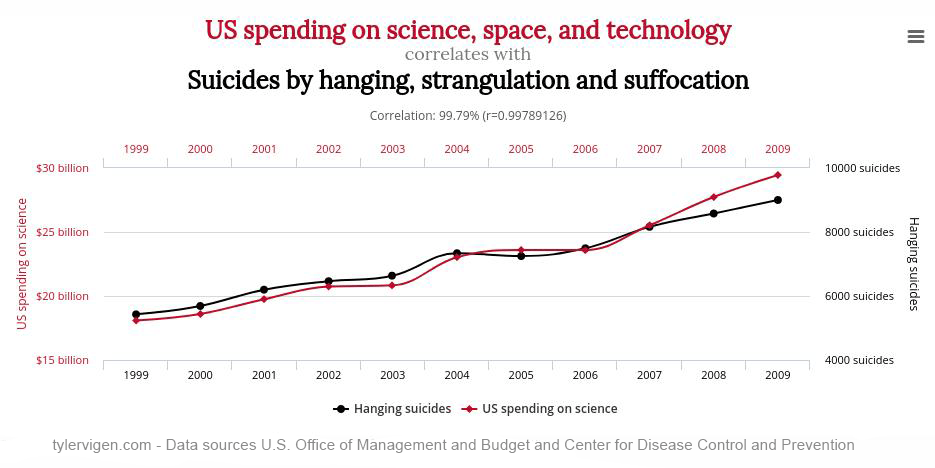 US spending on science, space, and technology
correlates with
Suicides by hanging, strangulation and suffocation
Correlation: 99.79% (r=0.99789126)
1999 2000 2001 2002 2003 2004 2005 2006 2007 2008 2009
$30 billion 10000 suicides
$25 billion 8000 suicides
$20 billion 6000 suicides
$15 billion 4000 suicides
US spending on science
Hanging suicides
1999 2000 2001 2002 2003 2004 2005 2006 2007 2008 2009
Hanging suicides US spending on science
tylervigen.com - Data sources U.S. Office of Management and Budget and Center for Disease Control and Prevention